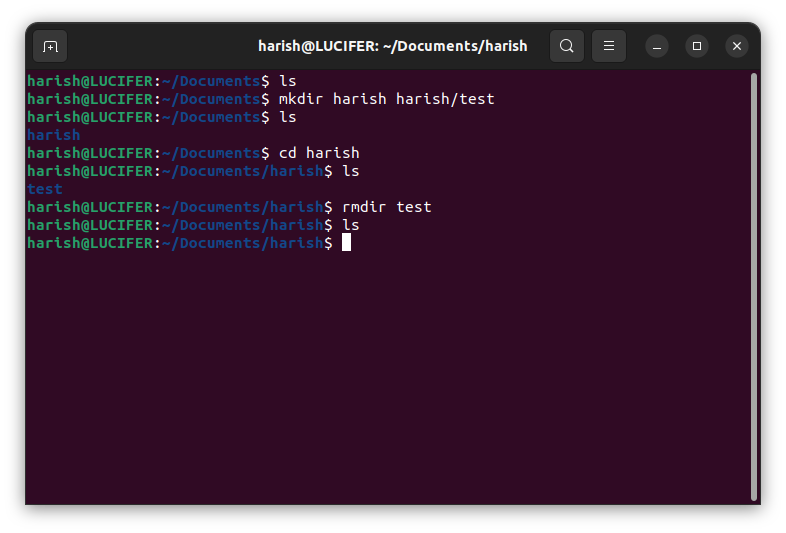 harish@LUCIFER: ~/Documents/harish
harish@LUCIFER:~/Documents$ ls
harish@LUCIFER:~/Documents$ mkdir harish harish/test
harish@LUCIFER:~/Documents$ ls
harish
harish@LUCIFER:~/Documents$ cd harish
harish@LUCIFER:~/Documents/harish$ ls
test
harish@LUCIFER:~/Documents/harish$ rmdir test
harish@LUCIFER:~/Documents/harish$ ls
harish@LUCIFER:~/Documents/harish$